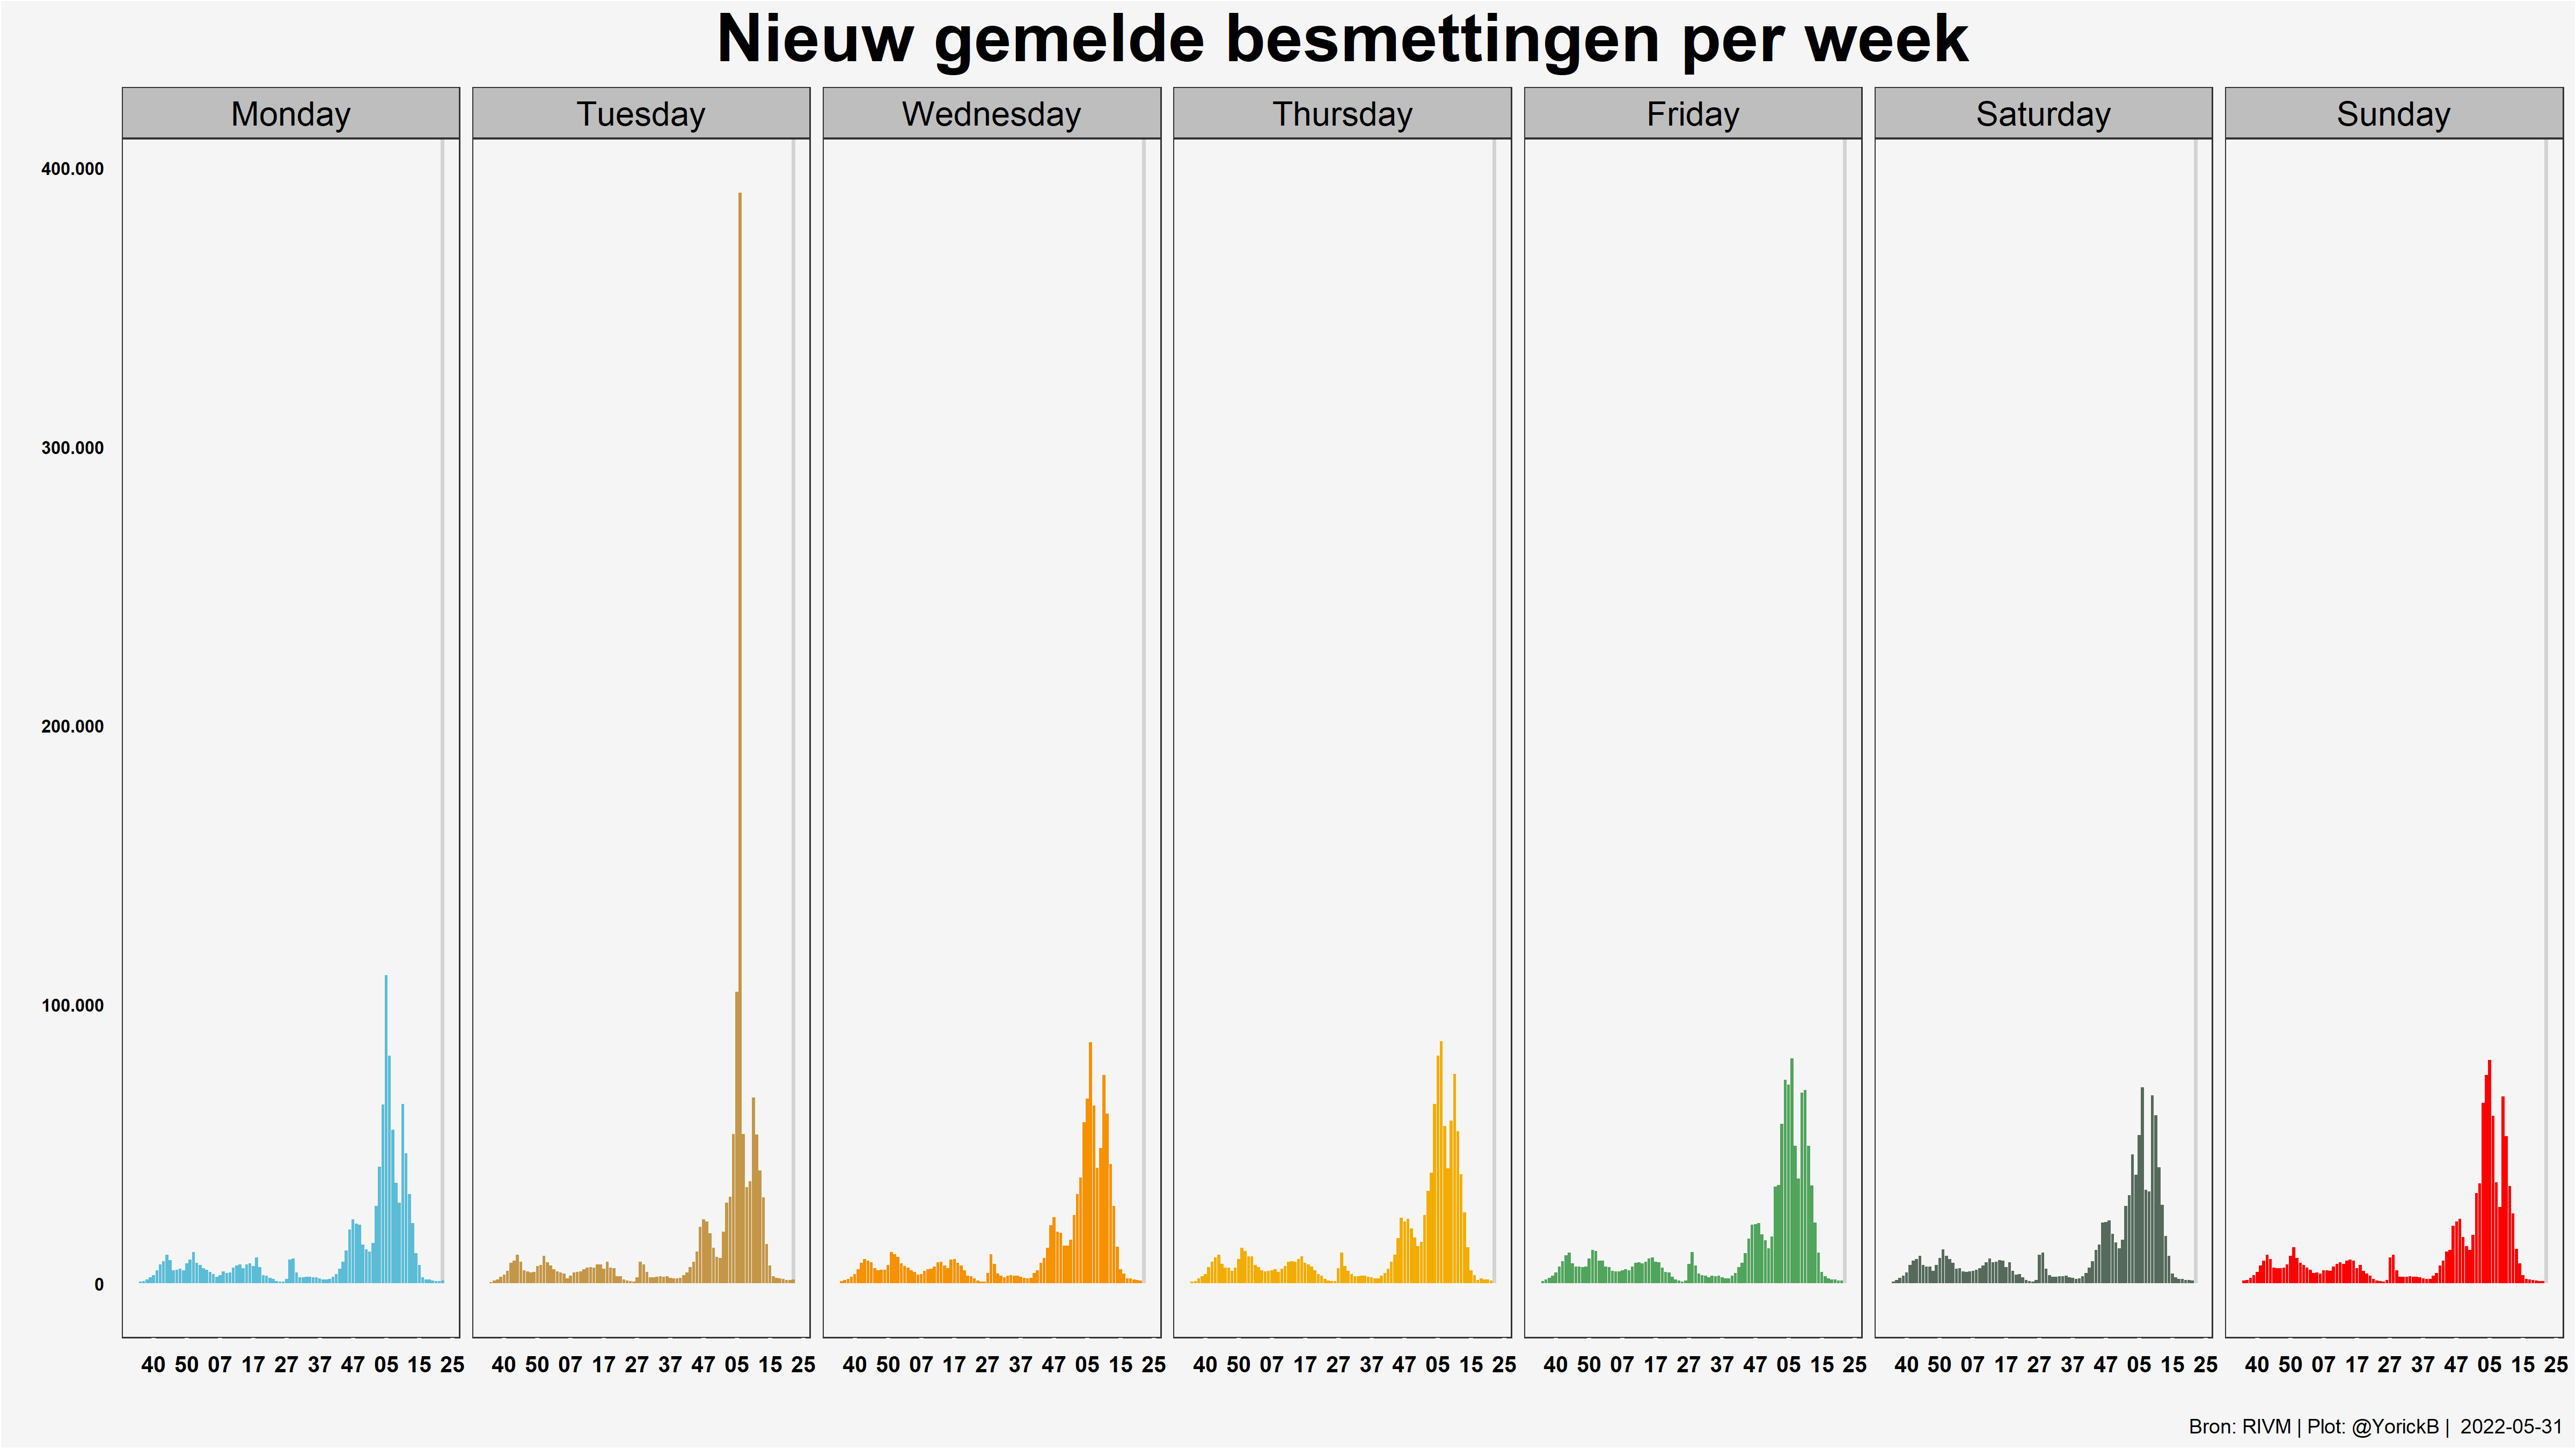 Nieuw gemelde besmettingen per week
Monday Tuesday Wednesday Thursday Friday Saturday Sunday
400.000
300.000
200.000
100.000
0
40 50 07 17 27 37 47 05 15 25 40 50 07 17 27 37 47 05 15 25 40 50 07 17 27 37 47 05 15 25 40 50 07 17 27 37 47 05 15 25 40 50 07 17 27 37 47 05 15 25 40 50 07 17 27 37 47 05 15 25 40 50 07 17 27 37 47 05 15 25
Bron: RIVM | Plot: @YorickB | 2022-05-31